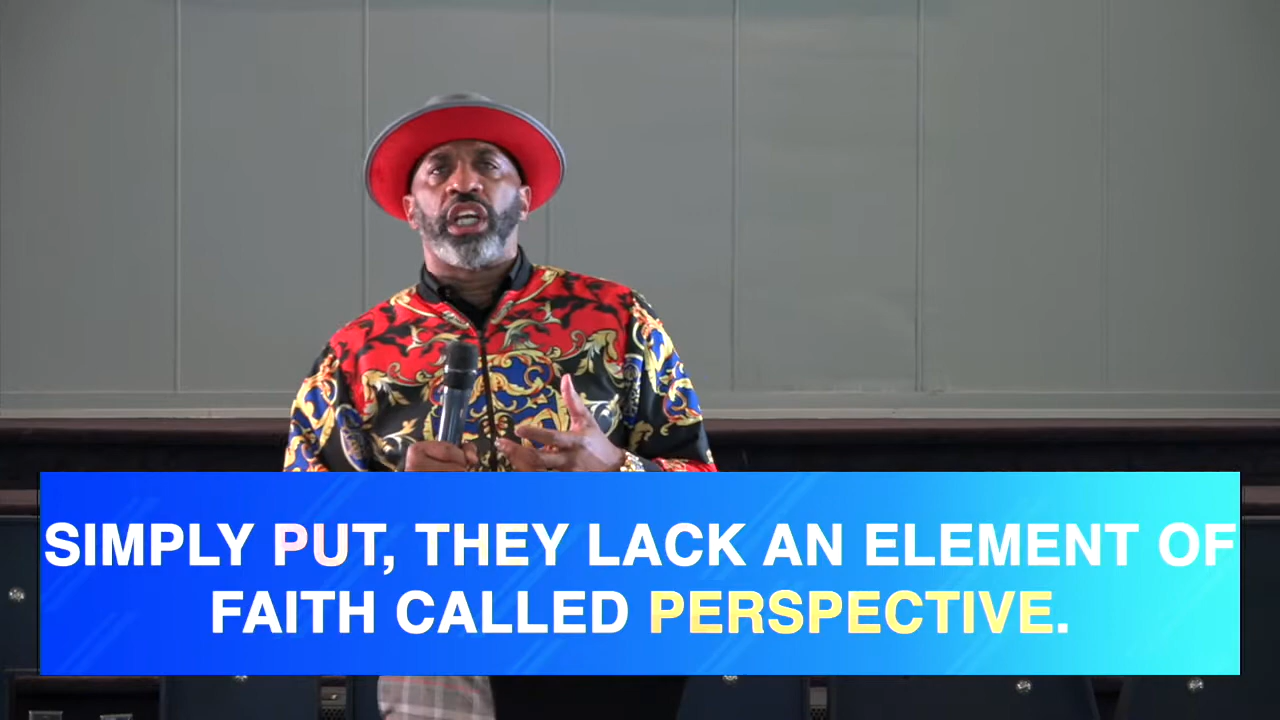 SIMPLY PUT, THEY LACK AN ELEMENT OF
FAITH CALLED PERSPECTIVE.